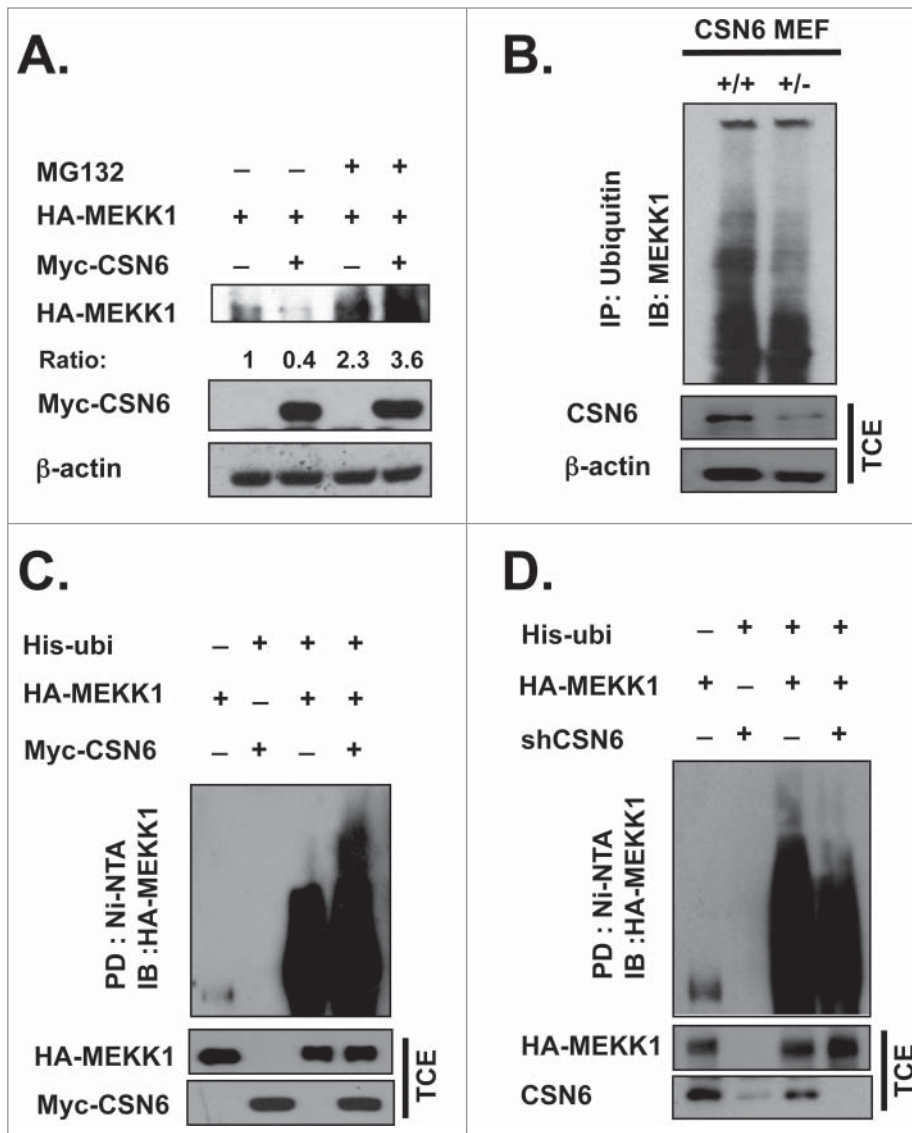 A.
MG132 – – + +
HA-MEKK1 + + + +
Myc-CSN6 – + – +
HA-MEKK1
Ratio: 1 0.4 2.3 3.6
Myc-CSN6
β-actin
B.
CSN6 MEF
+/+ +/-
IP: Ubiquitin
IB: MEKK1
CSN6
β-actin
TCE
C.
His-ubi – + + +
HA-MEKK1 + – + +
Myc-CSN6 – + – +
PD : Ni-NTA
IB :HA-MEKK1
HA-MEKK1
Myc-CSN6
TCE
D.
His-ubi – + + +
HA-MEKK1 + – + +
shCSN6 – + – +
PD : Ni-NTA
IB :HA-MEKK1
HA-MEKK1
CSN6
TCE